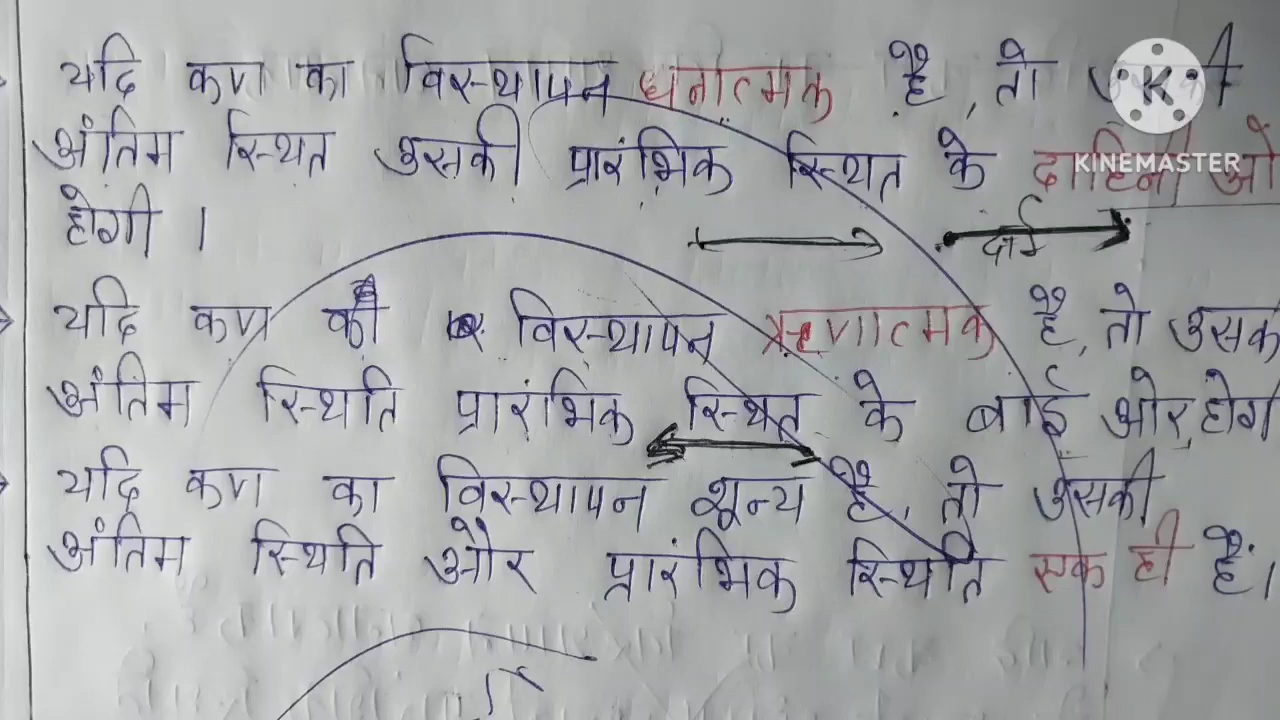 यदि कण का विस्थापन धनात्मक है, तो
अंतिम स्थित उसकी प्रारंभिक स्थित के दाहिनी ओ
होगी ।
दाई
यदि कण की विस्थापन ऋणात्मक है, तो उसक
अंतिम स्थिति प्रारंभिक स्थित के बाई ओर होग
यदि कण का विस्थापन शून्य है, तो उसकी
अंतिम स्थिति और प्रारंभिक स्थिति एक ही हैं।
K
KINEMASTER